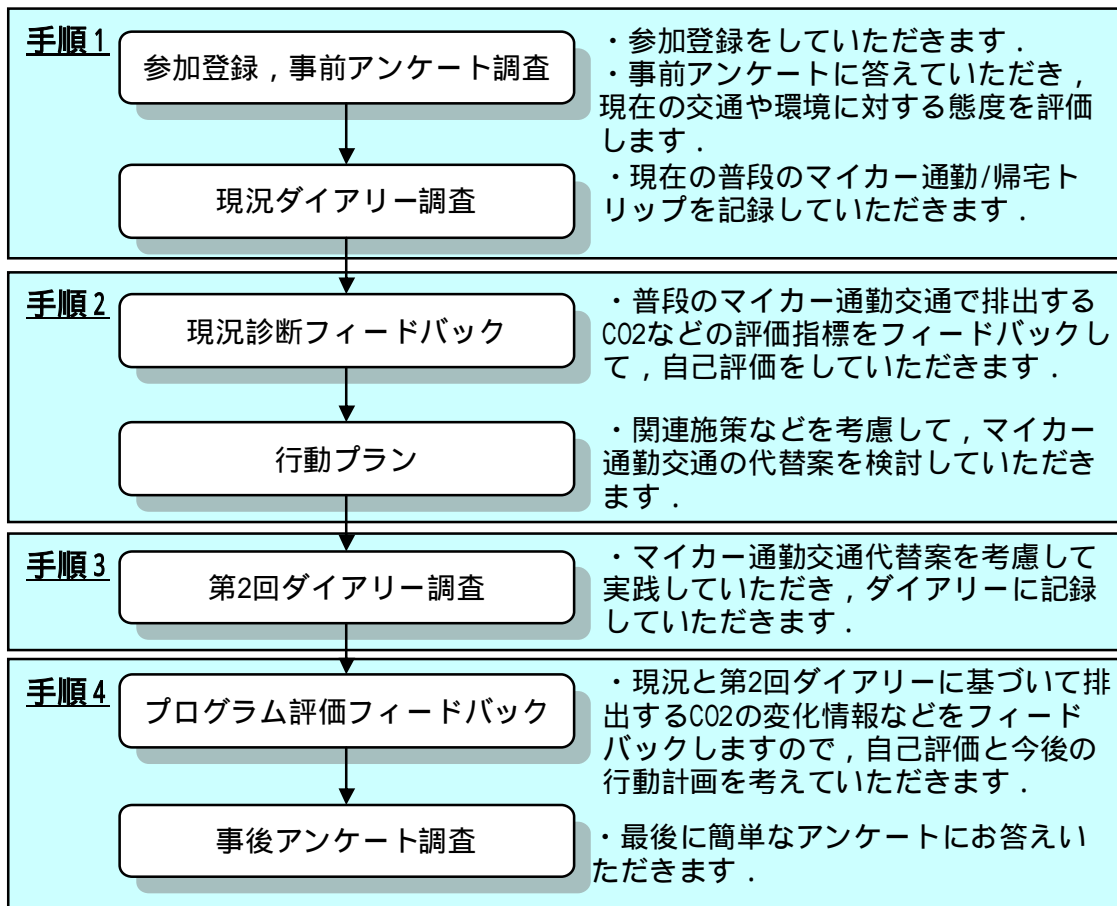 手順1
参加登録，事前アンケート調査
・参加登録をしていただきます．
・事前アンケートに答えていただき，
現在の交通や環境に対する態度を評価
します．
現況ダイアリー調査
・現在の普段のマイカー通勤/帰宅ト
リップを記録していただきます．
手順2
現況診断フィードバック
・普段のマイカー通勤交通で排出する
CO2などの評価指標をフィードバックし
て，自己評価をしていただきます．
行動プラン
・関連施策などを考慮して，マイカー
通勤交通の代替案を検討していただき
ます．
手順3
第2回ダイアリー調査
・マイカー通勤交通代替案を考慮して
実践していただき，ダイアリーに記録
していただきます．
手順4
プログラム評価フィードバック
・現況と第2回ダイアリーに基づいて排
出するCO2の変化情報などをフィード
バックしますので，自己評価と今後の
行動計画を考えていただきます．
事後アンケート調査
・最後に簡単なアンケートにお答えい
ただきます．